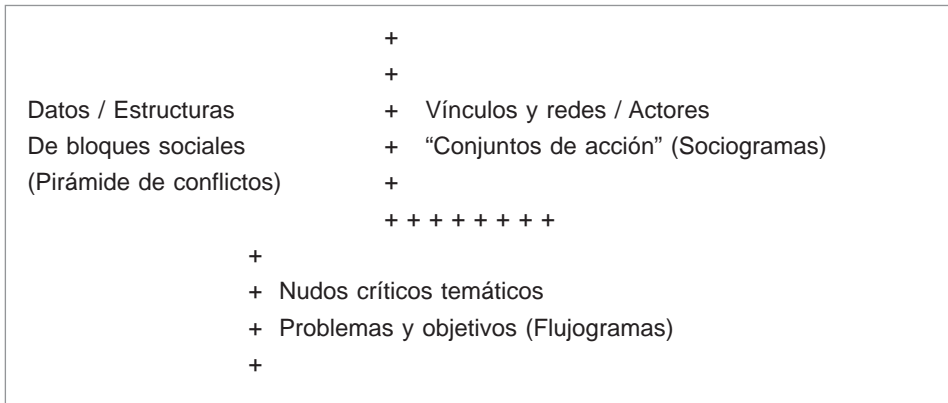 +
+
Datos / Estructuras + Vínculos y redes / Actores
De bloques sociales + “Conjuntos de acción” (Sociogramas)
(Pirámide de conflictos) +
+ + + + + + + +
+
+ Nudos críticos temáticos
+ Problemas y objetivos (Flujogramas)
+